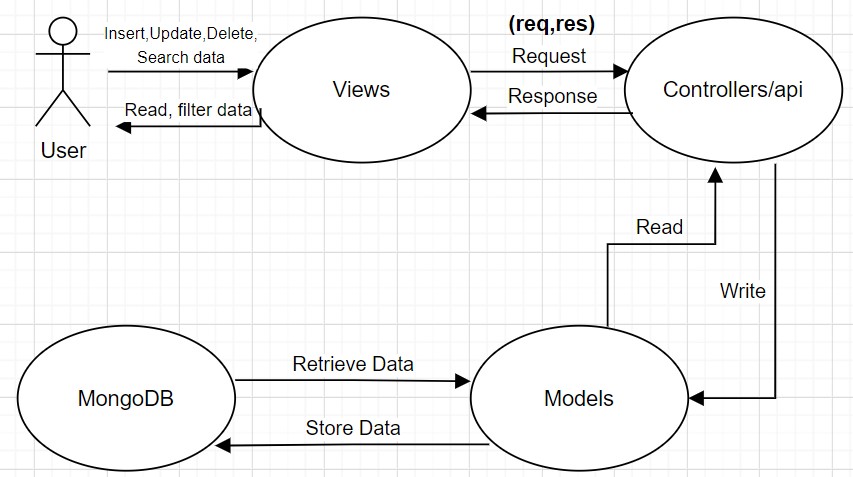 (req,res)
Insert,Update,Delete,
Search data
Request
Views
Controllers/api
Response
Read, filter data
User
Read
Write
Retrieve Data
MongoDB
Models
Store Data